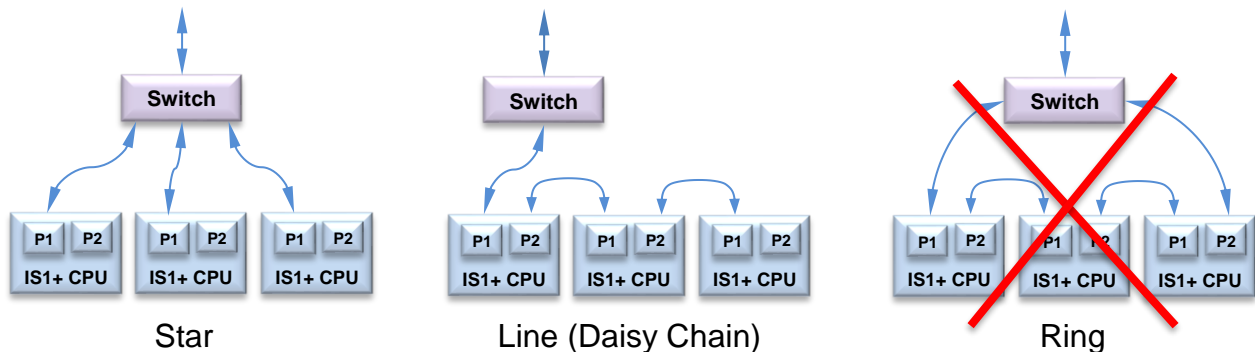 Switch
P1 P2 P1 P2 P1 P2
IS1+ CPU IS1+ CPU IS1+ CPU
Star
Switch
P1 P2 P1 P2 P1 P2
IS1+ CPU IS1+ CPU IS1+ CPU
Line (Daisy Chain)
Switch
P1 P2 P1 P2 P1 P2
IS1+ CPU IS1+ CPU IS1+ CPU
Ring